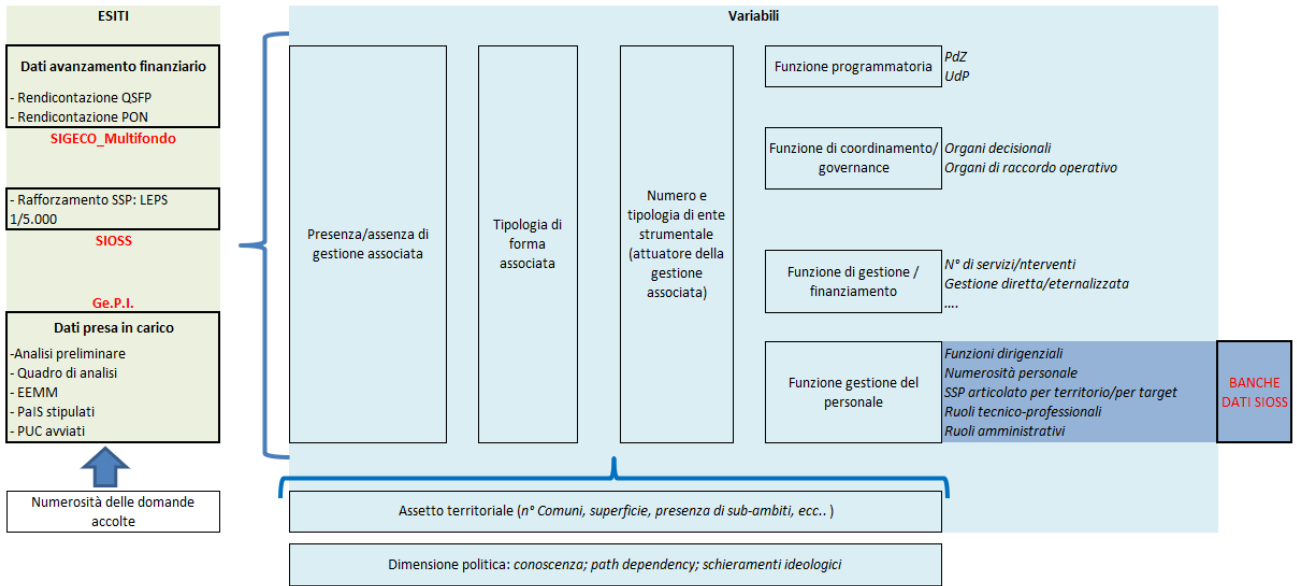 ESITI
Dati avanzamento finanziario
- Rendicontazione QSFP
- Rendicontazione PON
SIGECO_Multifondo
- Rafforzamento SSP: LEPS
1/5.000
SIOSS
Ge.P.I.
Dati presa in carico
-Analisi preliminare
- Quadro di analisi
- EEMM
- PaIS stipulati
- PUC avviati
Numerosità delle domande
accolte
Variabili
Presenza/assenza di
gestione associata
Tipologia di
forma
associata
Numero e
tipologia di ente
strumentale
(attuatore della
gestione
associata)
Funzione programmatoria
PdZ
UdP
Funzione di coordinamento/
governance
Organi decisionali
Organi di raccordo operativo
Funzione di gestione /
finanziamento
N° di servizi/nterventi
Gestione diretta/eternalizzata
....
Funzione gestione del
personale
Funzioni dirigenziali
Numerosità personale
SSP articolato per territorio/per target
Ruoli tecnico-professionali
Ruoli amministrativi
BANCHE
DATI SIOSS
Assetto territoriale (n° Comuni, superficie, presenza di sub-ambiti, ecc.. )
Dimensione politica: conoscenza; path dependency; schieramenti ideologici